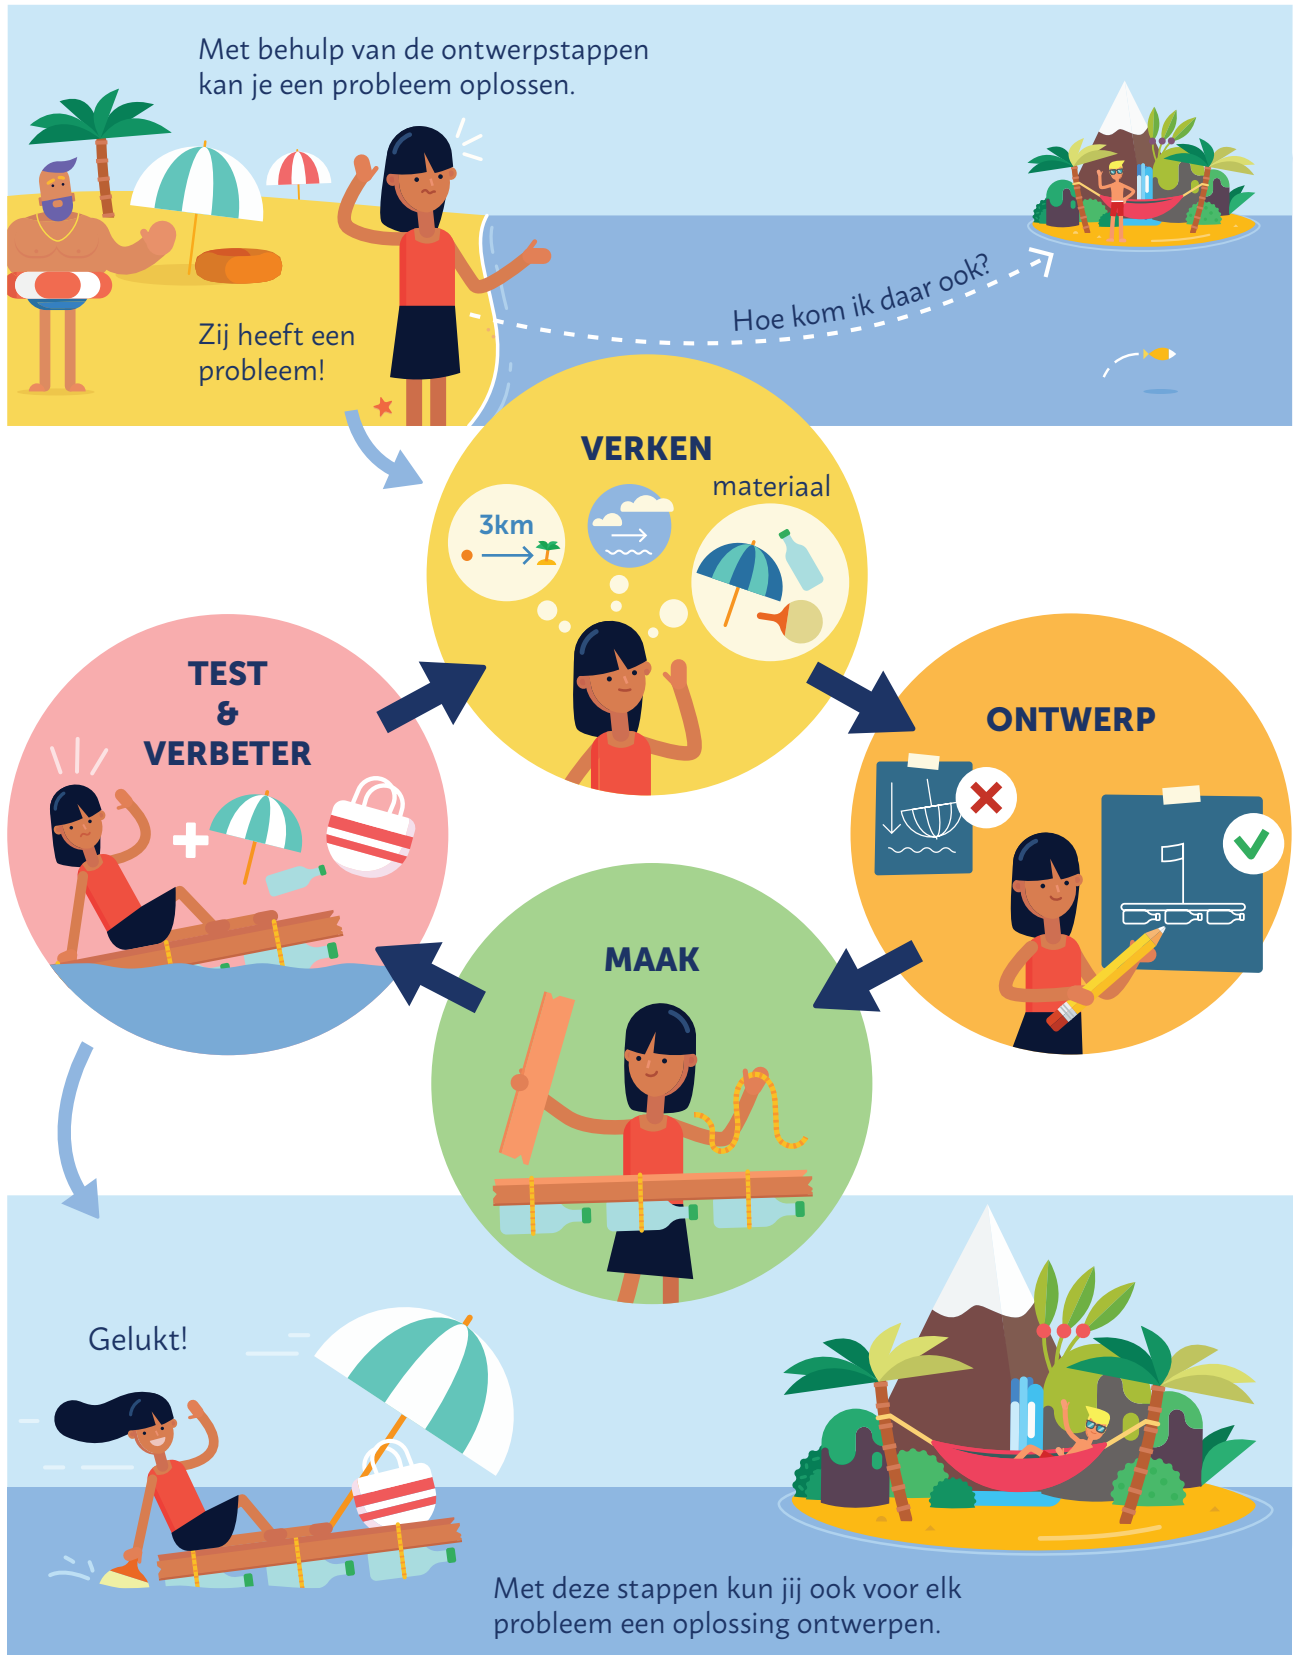 Met behulp van de ontwerpstappen
kan je een probleem oplossen.
Hoe kom ik daar ook?
Zij heeft een
probleem!
VERKEN
materiaal
3km
ONTWERP
MAAK
TEST
&
VERBETER
Gelukt!
Met deze stappen kun jij ook voor elk
probleem een oplossing ontwerpen.